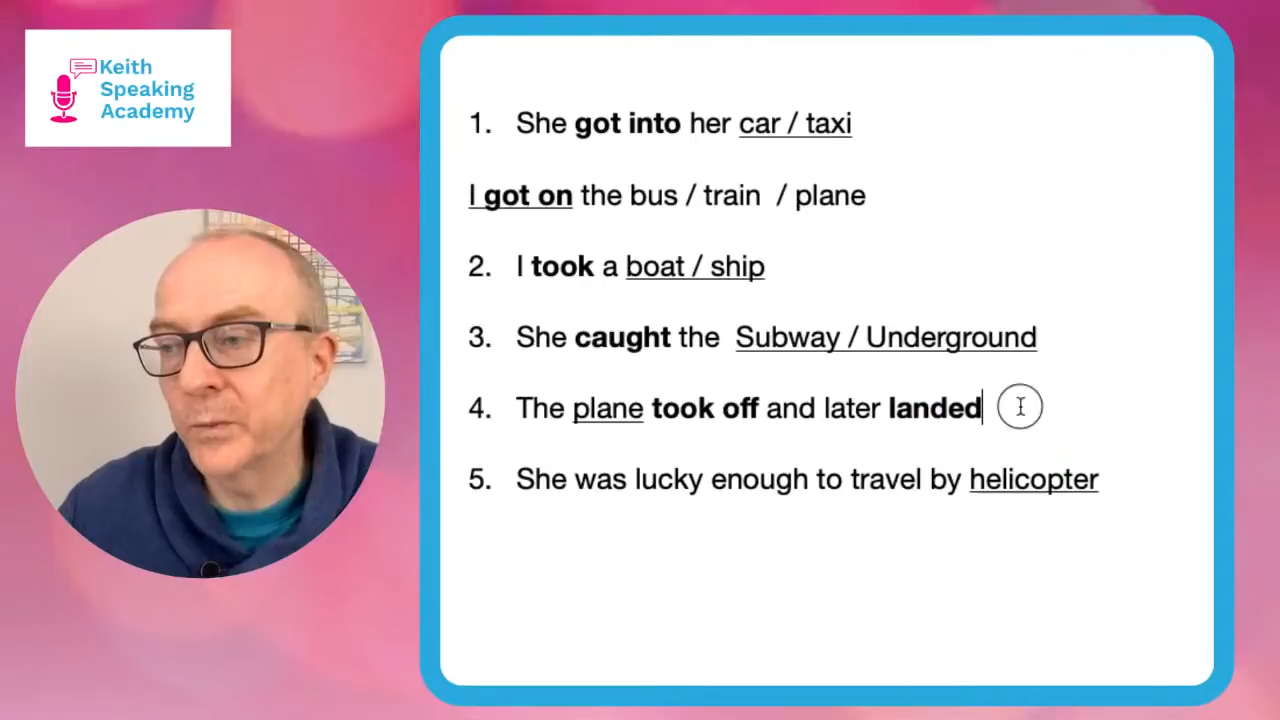 Keith
Speaking
Academy
1. She got into her car / taxi
I got on the bus / train / plane
2. I took a boat / ship
3. She caught the Subway / Underground
4. The plane took off and later landed
5. She was lucky enough to travel by helicopter